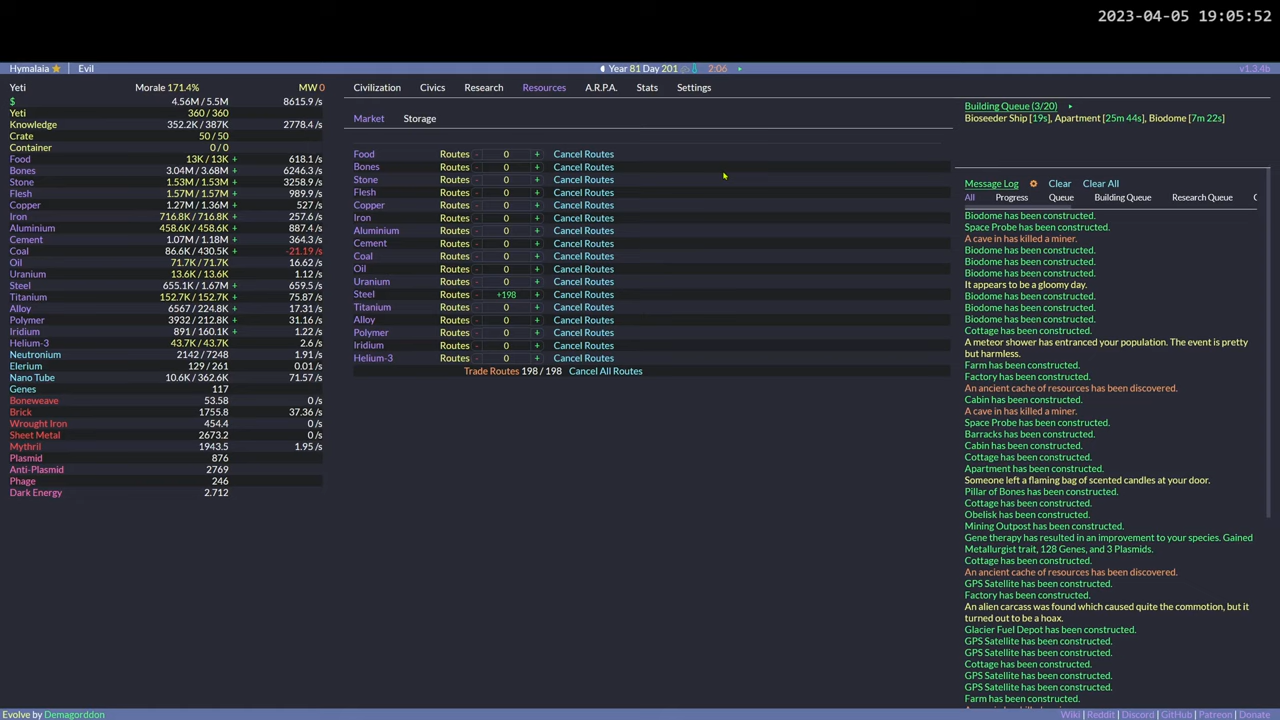 2023-04-05 19:05:52
Hymalaia⭐ | Evil
Year 81 Day 201 2:06
v1.3.4b
Yeti Morale 171.4% MW 0
$ 4.56M / 5.5M 8615.9 /s
Yeti 360 / 360
Knowledge 352.2K / 387K 2778.4 /s
Crate 50 / 50
Container 0 / 0
Food 13K / 13K + 618.1 /s
Bones 3.04M / 3.68M + 6246.3 /s
Stone 1.53M / 1.53M + 3258.9 /s
Flesh 1.57M / 1.57M + 989.9 /s
Copper 1.27M / 1.36M + 527 /s
Iron 716.8K / 716.8K + 257.6 /s
Aluminium 458.6K / 458.6K + 887.4 /s
Cement 1.07M / 1.18M + 364.3 /s
Coal 86.6K / 430.5K + -21.19 /s
Oil 71.7K / 71.7K + 16.62 /s
Uranium 13.6K / 13.6K + 1.12 /s
Steel 655.1K / 1.67M + 659.5 /s
Titanium 152.7K / 152.7K + 75.87 /s
Alloy 6567 / 224.8K + 17.31 /s
Polymer 3932 / 212.8K + 31.16 /s
Iridium 891 / 160.1K + 1.22 /s
Helium-3 43.7K / 43.7K + 2.6 /s
Neutronium 2142 / 7248 1.91 /s
Elerium 2.59 / 261 0.01 /s
Nano Tube 10.6K / 362.6K 71.57 /s
Genes 117
Boneweave 53.58 0 /s
Brick 1755.8 37.36 /s
Wrought Iron 454.4 0 /s
Sheet Metal 2673.2 0 /s
Mythril 1943.5 1.95 /s
Plasmid 876
Anti-Plasmid 2769
Phage 246
Dark Energy 2.712
Civilization Civics Research Resources A.R.P.A. Stats Settings
Market Storage
Food Routes - 0 + Cancel Routes
Bones Routes - 0 + Cancel Routes
Stone Routes - 0 + Cancel Routes
Flesh Routes - 0 + Cancel Routes
Copper Routes - 0 + Cancel Routes
Iron Routes - 0 + Cancel Routes
Aluminium Routes - 0 + Cancel Routes
Cement Routes - 0 + Cancel Routes
Coal Routes - 0 + Cancel Routes
Oil Routes - 0 + Cancel Routes
Uranium Routes - 0 + Cancel Routes
Steel Routes - +198 + Cancel Routes
Titanium Routes - 0 + Cancel Routes
Alloy Routes - 0 + Cancel Routes
Polymer Routes - 0 + Cancel Routes
Iridium Routes - 0 + Cancel Routes
Helium-3 Routes - 0 + Cancel Routes
Trade Routes 198 / 198 Cancel All Routes
Building Queue (3/20)
Bioseeder Ship [19s], Apartment [25m 44s], Biodome [7m 22s]
Message Log Clear Clear All
All Progress Queue Building Queue Research Queue C
Biodome has been constructed.
Space Probe has been constructed.
A cave in has killed a miner.
Biodome has been constructed.
Biodome has been constructed.
Biodome has been constructed.
It appears to be a gloomy day.
Biodome has been constructed.
Biodome has been constructed.
Biodome has been constructed.
Cottage has been constructed.
A meteor shower has entranced your population. The event is pretty
but harmless.
Farm has been constructed.
Factory has been constructed.
An ancient cache of resources has been discovered.
Cabin has been constructed.
A cave in has killed a miner.
Space Probe has been constructed.
Barracks has been constructed.
Cabin has been constructed.
Cottage has been constructed.
Apartment has been constructed.
Someone left a flaming bag of scented candles at your door.
Pillar of Bones has been constructed.
Cottage has been constructed.
Obelisk has been constructed.
Mining Outpost has been constructed.
Gene therapy has resulted in an improvement to your species. Gained
Metallurgist trait, 128 Genes, and 3 Plasmids.
Cottage has been constructed.
An ancient cache of resources has been discovered.
GPS Satellite has been constructed.
Factory has been constructed.
An alien carcass was found which caused quite the commotion, but it
turned out to be a hoax.
Glacier Fuel Depot has been constructed.
GPS Satellite has been constructed.
GPS Satellite has been constructed.
Cottage has been constructed.
GPS Satellite has been constructed.
GPS Satellite has been constructed.
Farm has been constructed.
Evolve by Demagorddon
Wiki | Reddit | Discord | GitHub | Patreon | Donate